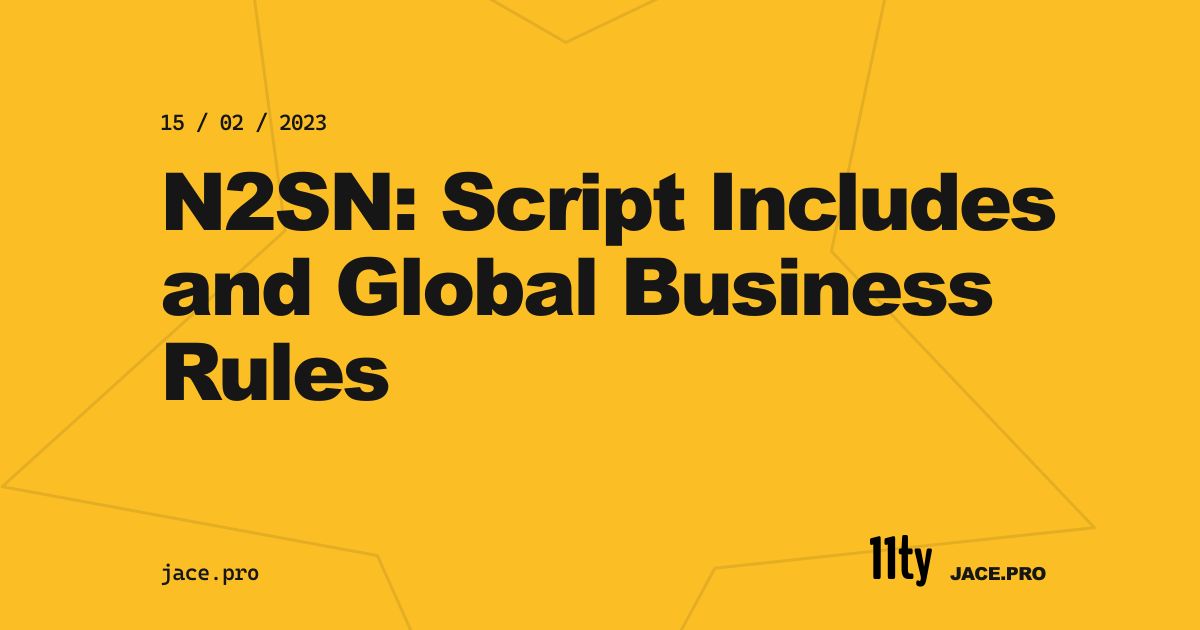 15 / 02 / 2023
N2SN: Script Includes
and Global Business
Rules
jace.pro
11ty JACE.PRO